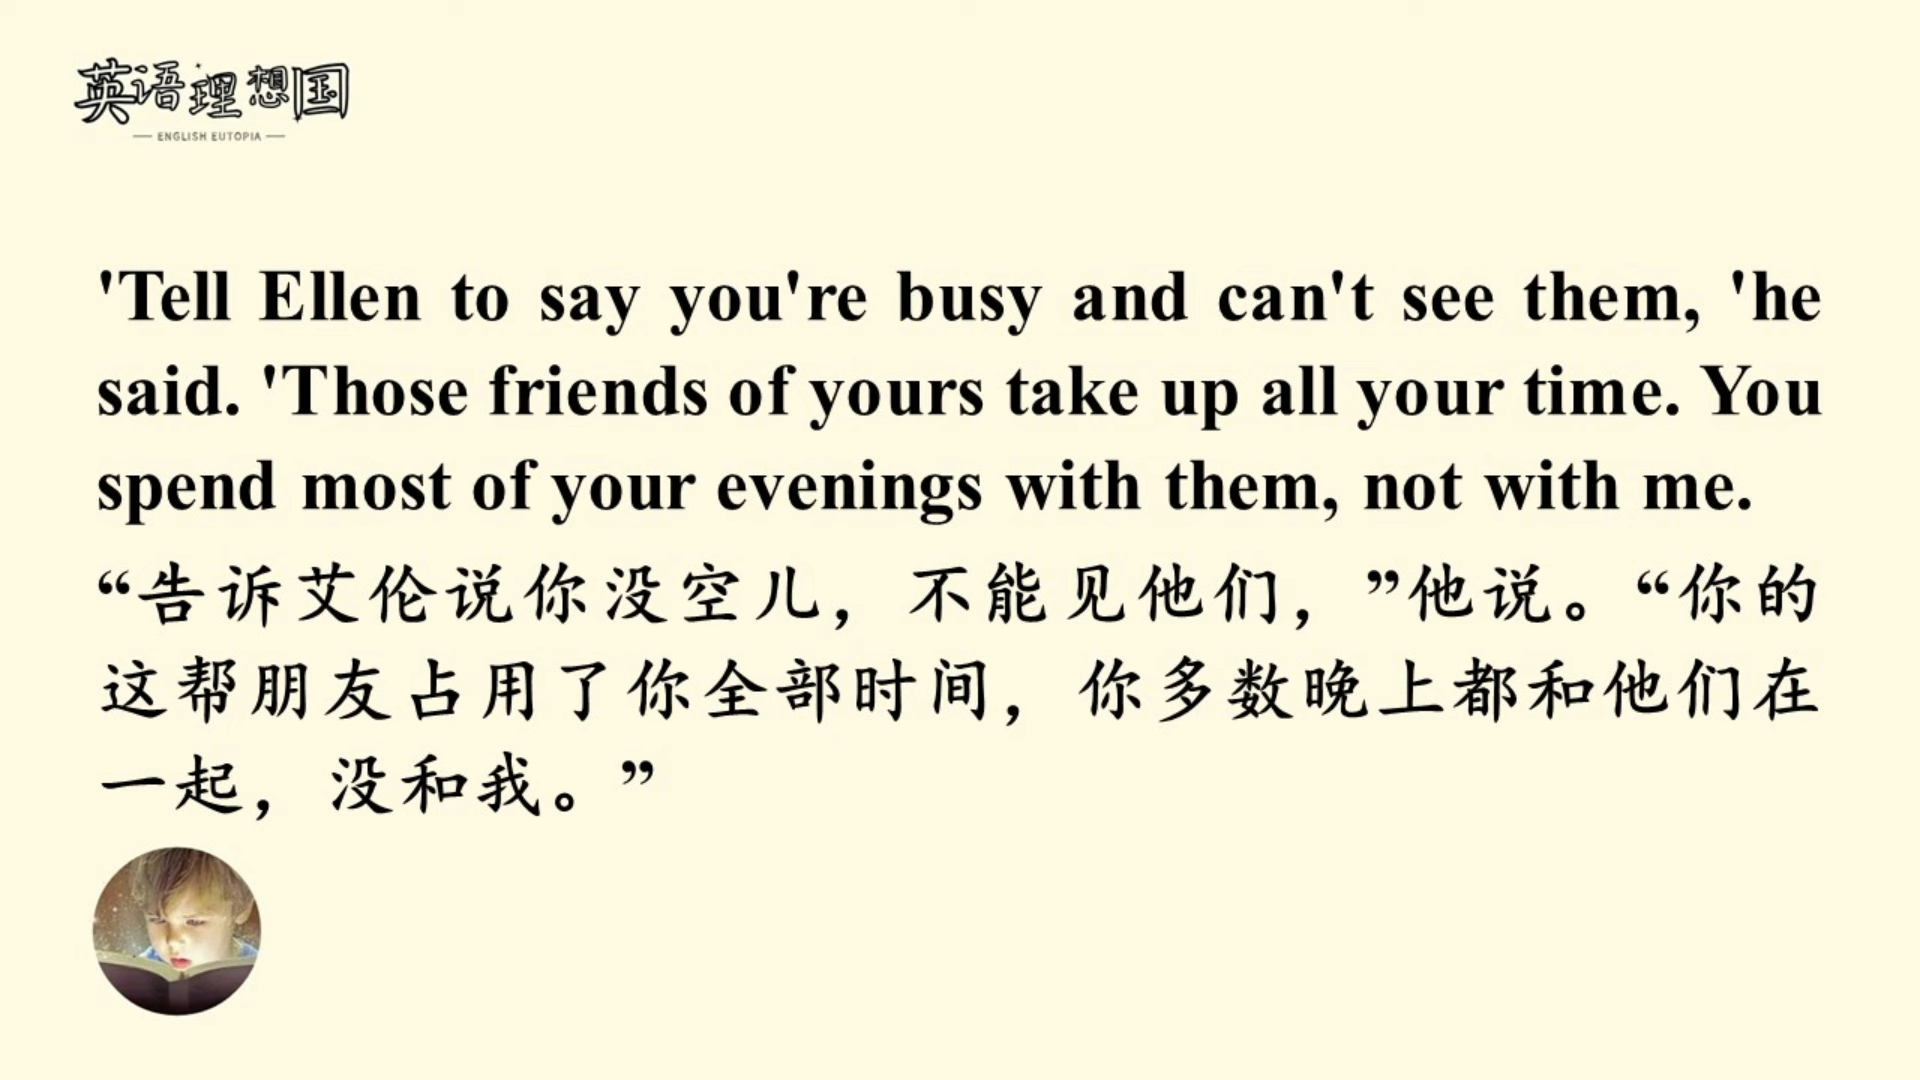 英语理想国
ENGLISH EUTOPIA
'Tell Ellen to say you're busy and can't see them, 'he
said. 'Those friends of yours take up all your time. You
spend most of your evenings with them, not with me.
“告诉艾伦说你没空儿，不能见他们，”他说。“你的
这帮朋友占用了你全部时间，你多数晚上都和他们在
一起，没和我。”